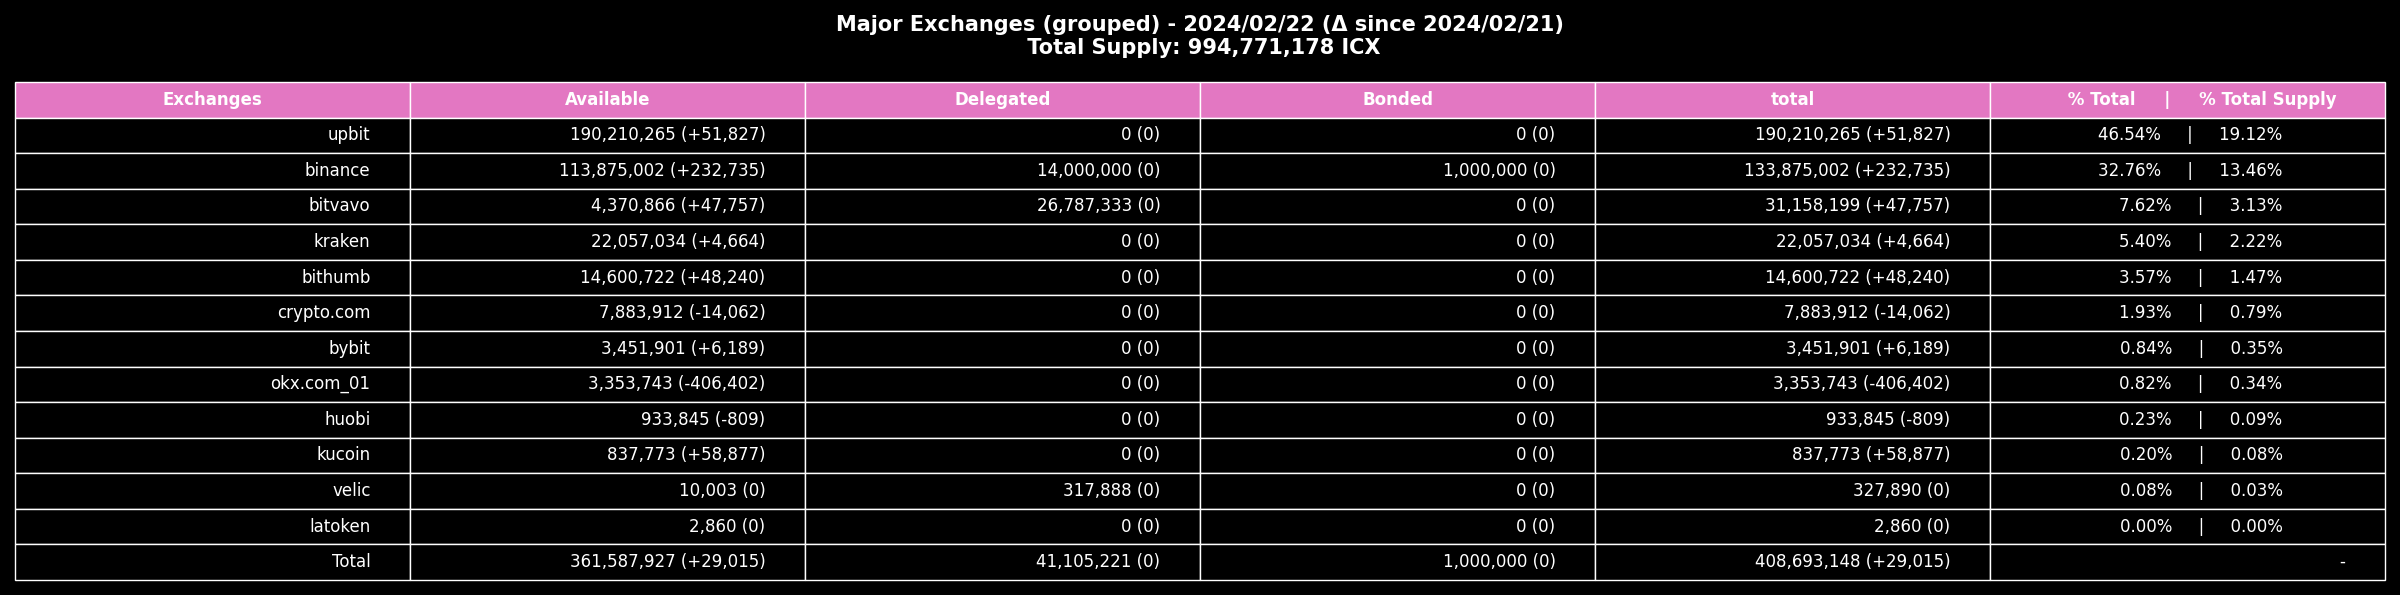 Major Exchanges (grouped) - 2024/02/22 (Δ since 2024/02/21)
Total Supply: 994,771,178 ICX
Exchanges Available Delegated Bonded total % Total | % Total Supply
upbit 190,210,265 (+51,827) 0 (0) 0 (0) 190,210,265 (+51,827) 46.54% | 19.12%
binance 113,875,002 (+232,735) 14,000,000 (0) 1,000,000 (0) 133,875,002 (+232,735) 32.76% | 13.46%
bitvavo 4,370,866 (+47,757) 26,787,333 (0) 0 (0) 31,158,199 (+47,757) 7.62% | 3.13%
kraken 22,057,034 (+4,664) 0 (0) 0 (0) 22,057,034 (+4,664) 5.40% | 2.22%
bithumb 14,600,722 (+48,240) 0 (0) 0 (0) 14,600,722 (+48,240) 3.57% | 1.47%
crypto.com 7,883,912 (-14,062) 0 (0) 0 (0) 7,883,912 (-14,062) 1.93% | 0.79%
bybit 3,451,901 (+6,189) 0 (0) 0 (0) 3,451,901 (+6,189) 0.84% | 0.35%
okx.com_01 3,353,743 (-406,402) 0 (0) 0 (0) 3,353,743 (-406,402) 0.82% | 0.34%
huobi 933,845 (-809) 0 (0) 0 (0) 933,845 (-809) 0.23% | 0.09%
kucoin 837,773 (+58,877) 0 (0) 0 (0) 837,773 (+58,877) 0.20% | 0.08%
velic 10,003 (0) 317,888 (0) 0 (0) 327,890 (0) 0.08% | 0.03%
latoken 2,860 (0) 0 (0) 0 (0) 2,860 (0) 0.00% | 0.00%
Total 361,587,927 (+29,015) 41,105,221 (0) 1,000,000 (0) 408,693,148 (+29,015) -